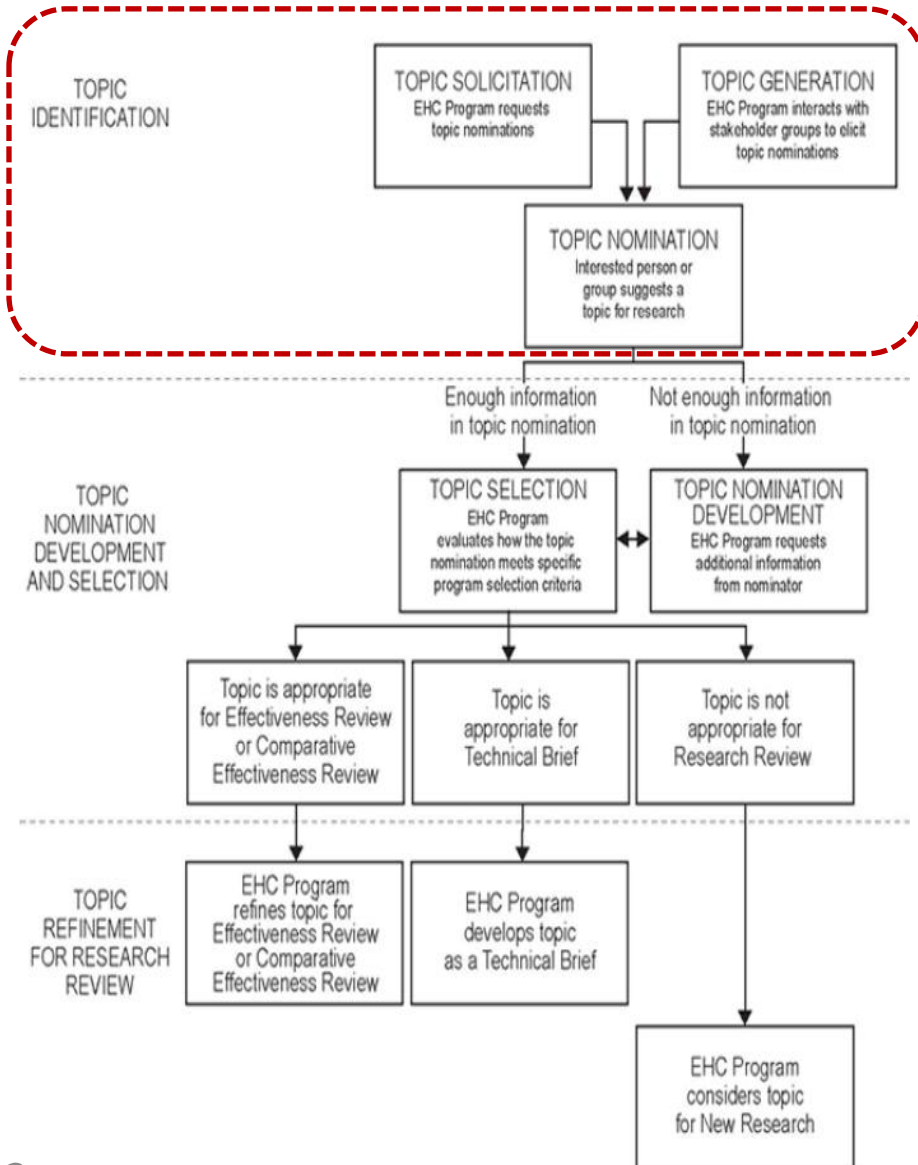 TOPIC
IDENTIFICATION
TOPIC SOLICITATION
EHC Program requests
topic nominations
TOPIC GENERATION
EHC Program interacts with
stakeholder groups to elicit
topic nominations
TOPIC NOMINATION
Interested person or
group suggests a
topic for research
Enough information
in topic nomination
Not enough information
in topic nomination
TOPIC
NOMINATION
DEVELOPMENT
AND SELECTION
TOPIC SELECTION
EHC Program
evaluates how the topic
nomination meets specific
program selection criteria
TOPIC NOMINATION
DEVELOPMENT
EHC Program requests
additional information
from nominator
Topic is appropriate
for Effectiveness Review
or Comparative
Effectiveness Review
Topic is
appropriate for
Technical Brief
Topic is not
appropriate for
Research Review
TOPIC
REFINEMENT
FOR RESEARCH
REVIEW
EHC Program
refines topic for
Effectiveness Review
or Comparative
Effectiveness Review
EHC Program
develops topic
as a Technical Brief
EHC Program
considers topic
for New Research